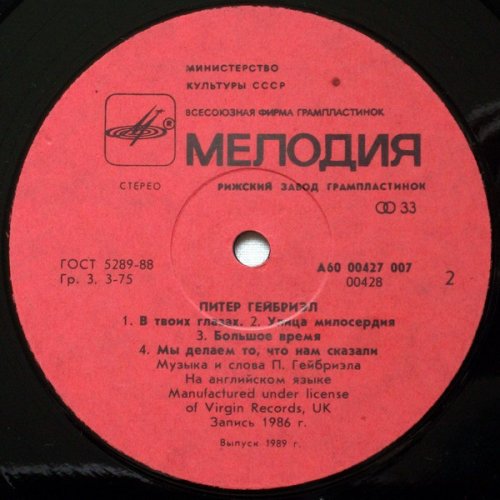 МИНИСТЕРСТВО
КУЛЬТУРЫ СССР
ВСЕСОЮЗНАЯ ФИРМА ГРАМПЛАСТИНОК
® МЕЛОДИЯ
СТЕРЕО
РИЖСКИЙ ЗАВОД ГРАМПЛАСТИНОК
33
ГОСТ 5289-88
Гр. 3. 3-75
А60 00427 007
00428
2
ПИТЕР ГЕЙБРИЭЛ
1. В твоих глазах. 2. Улица милосердия
3. Большое время
4. Мы делаем то, что нам сказали
Музыка и слова П. Гейбриэла
На английском языке
Manufactured under license
of Virgin Records, UK
Запись 1986 г.
Выпуск 1989 г.